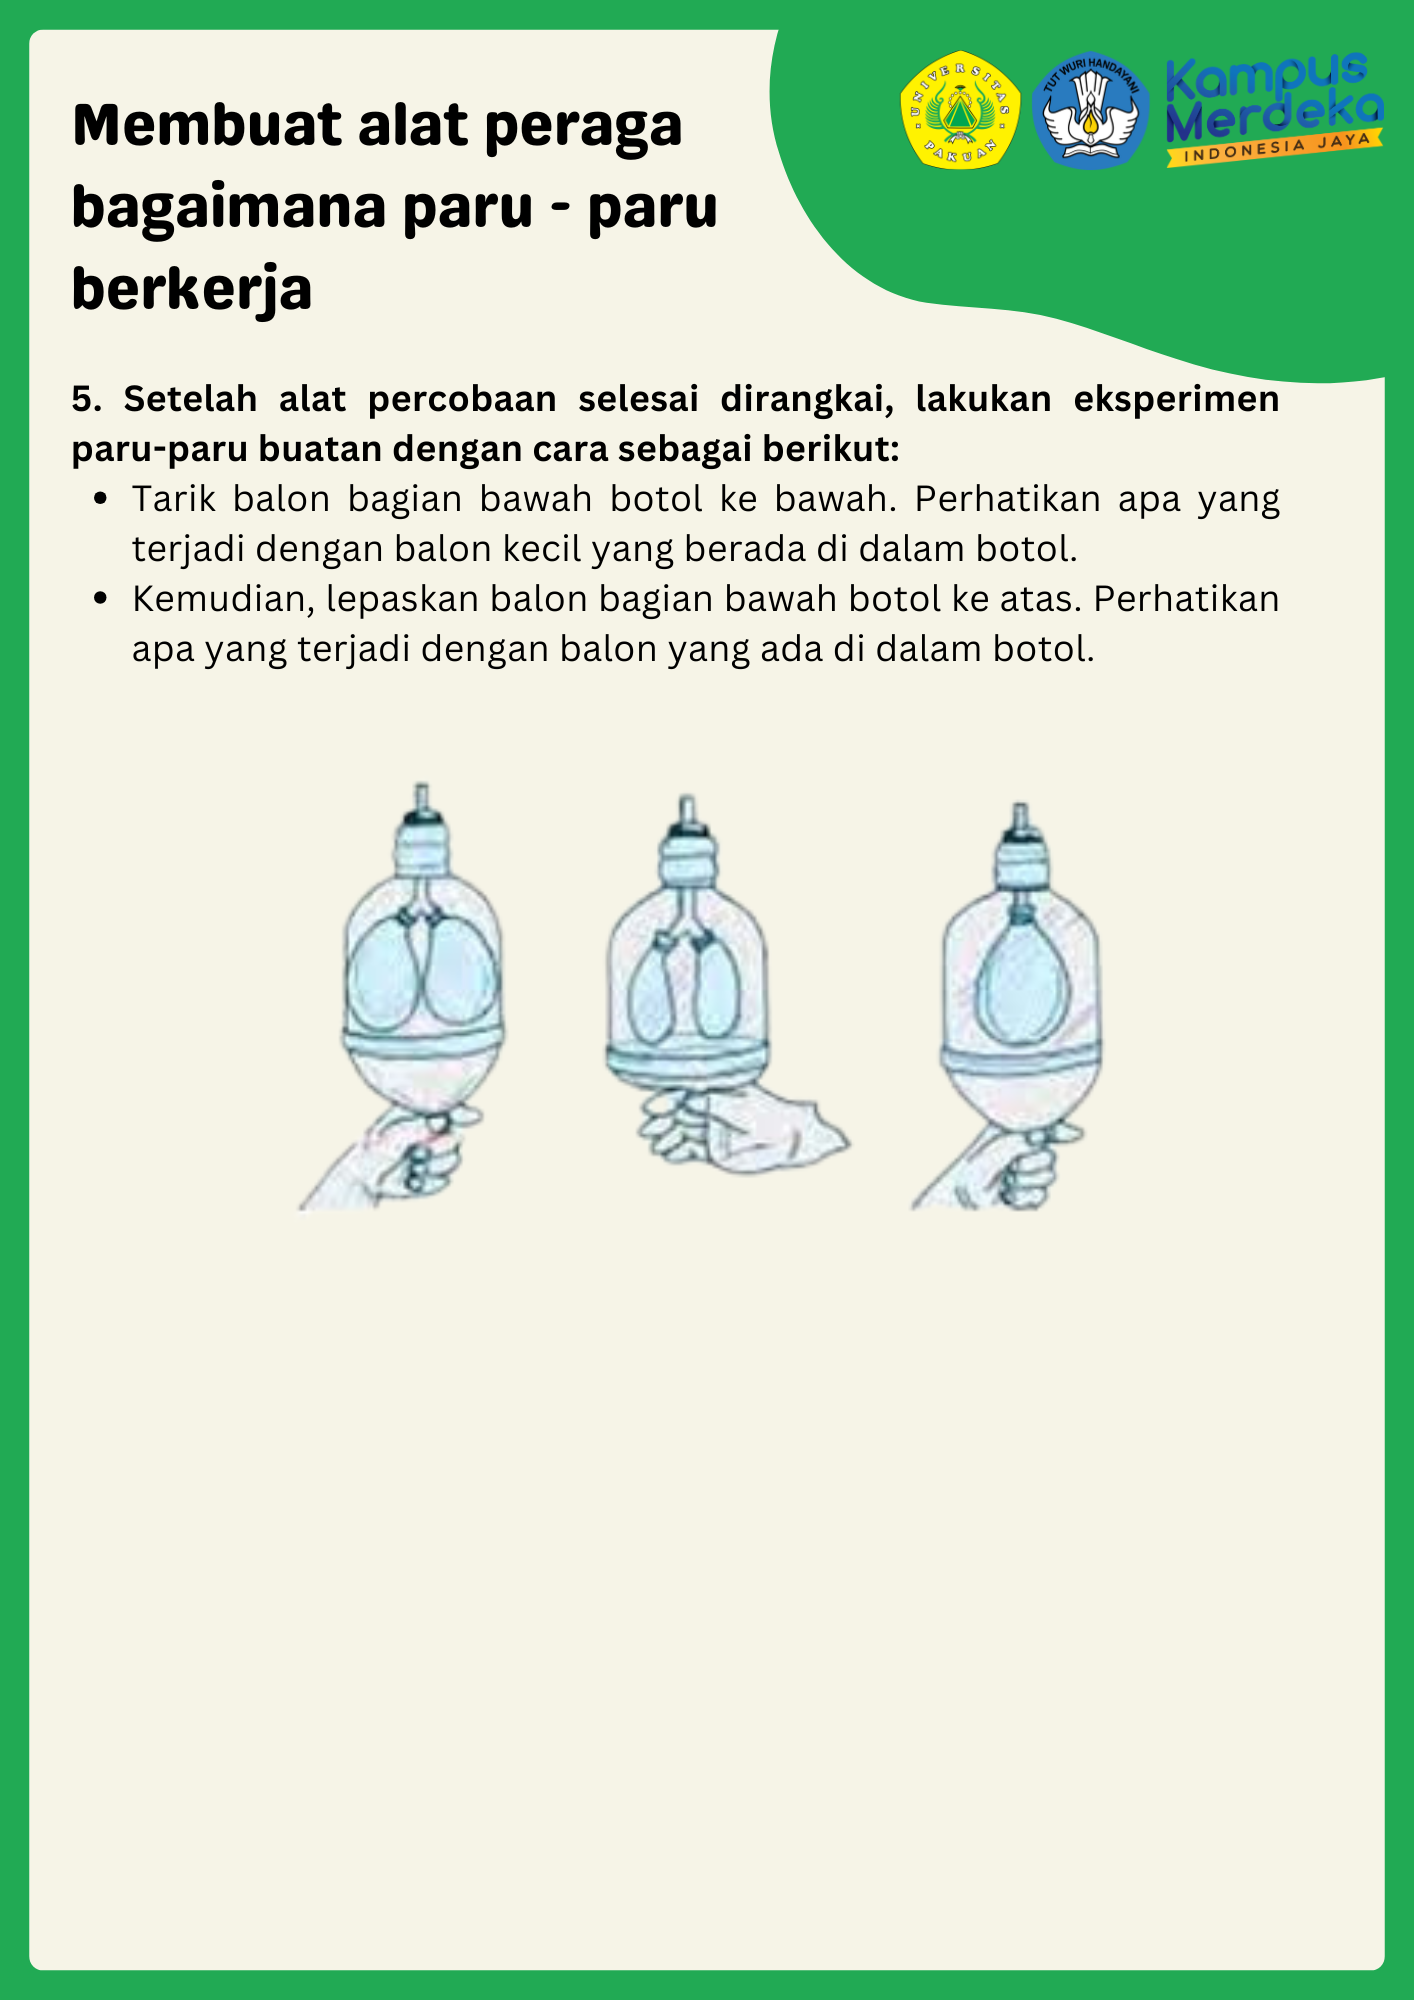 UNIVERSITAS
PAKUAN
TUT WURI HANDAYANI
Kampus
Merdeka
INDONESIA JAYA
Membuat alat peraga
bagaimana paru - paru
berkerja
5. Setelah alat percobaan selesai dirangkai, lakukan eksperimen
paru-paru buatan dengan cara sebagai berikut:
• Tarik balon bagian bawah botol ke bawah. Perhatikan apa yang
terjadi dengan balon kecil yang berada di dalam botol.
• Kemudian, lepaskan balon bagian bawah botol ke atas. Perhatikan
apa yang terjadi dengan balon yang ada di dalam botol.